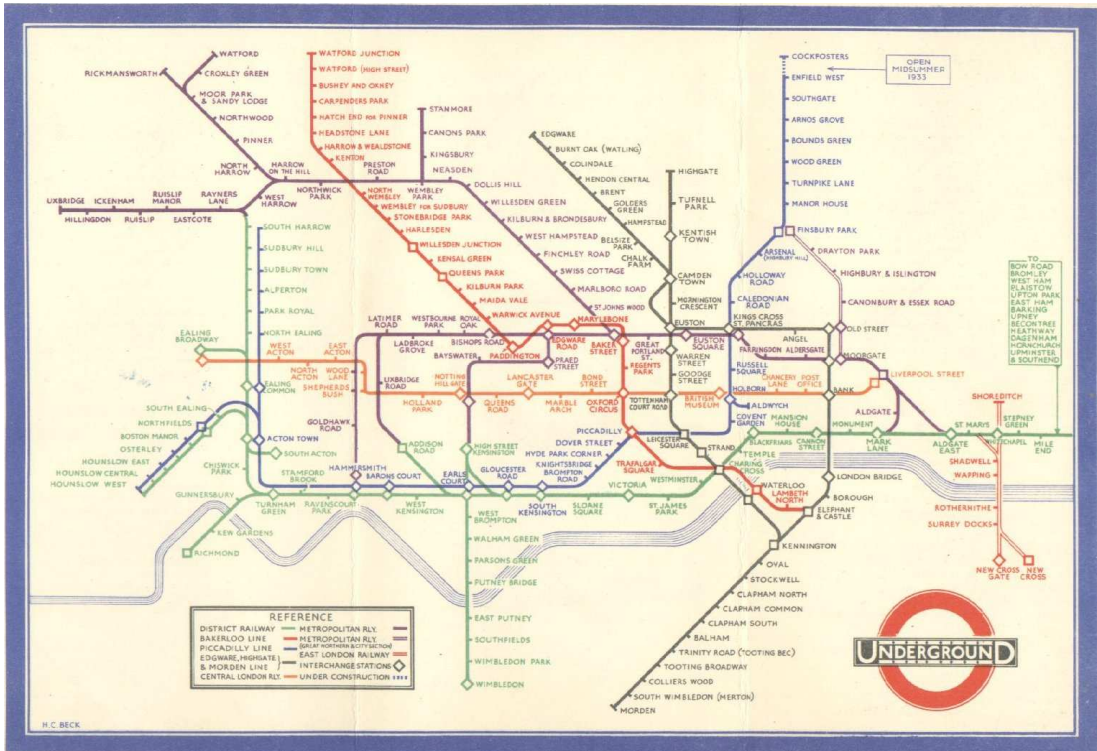 WATFORD
RICKMANSWORTH
CROXLEY GREEN
MOOR PARK
& SANDY LODGE
NORTHWOOD
PINNER
NORTH
HARROW
HARROW
ON THE HILL
NORTHWICK
PARK
PRESTON
ROAD
WEMBLEY
PARK
UXBRIDGE
ICKENHAM
RUISLIP
MANOR
RAYNERS
LANE
WEST
HARROW
HILLINGDON
RUISLIP
EASTCOTE
WATFORD JUNCTION
WATFORD (HIGH STREET)
BUSHEY AND OXHEY
CARPENDERS PARK
HATCH END FOR PINNER
HEADSTONE LANE
HARROW & WEALDSTONE
KENTON
NORTH
WEMBLEY
WEMBLEY FOR SUDBURY
STONEBRIDGE PARK
HARLESDEN
WILLESDEN JUNCTION
KENSAL GREEN
QUEENS PARK
KILBURN PARK
MAIDA VALE
WARWICK AVENUE
PADDINGTON
EDGWARE
ROAD
MARYLEBONE
BAKER
STREET
STANMORE
CANONS PARK
KINGSBURY
NEASDEN
DOLLIS HILL
WILLESDEN GREEN
KILBURN & BRONDESBURY
WEST HAMPSTEAD
FINCHLEY ROAD
SWISS COTTAGE
MARLBORO ROAD
ST JOHNS WOOD
EDGWARE
BURNT OAK (WATLING)
COLINDALE
HENDON CENTRAL
BRENT
GOLDERS
GREEN
HAMPSTEAD
BELSIZE
PARK
CHALK
FARM
HIGHGATE
TUFNELL
PARK
KENTISH
TOWN
CAMDEN
TOWN
MORNINGTON
CRESCENT
EUSTON
COCKFOSTERS
OPEN
MIDSUMMER
1933
ENFIELD WEST
SOUTHGATE
ARNOS GROVE
BOUNDS GREEN
WOOD GREEN
TURNPIKE LANE
MANOR HOUSE
FINSBURY PARK
ARSENAL
(HIGHBURY HILL)
HOLLOWAY
ROAD
CALEDONIAN
ROAD
KINGS CROSS
ST. PANCRAS
DRAYTON PARK
HIGHBURY & ISLINGTON
CANONBURY & ESSEX ROAD
OLD STREET
MOORGATE
ANGEL
TO
BOW ROAD
BROMLEY
WEST HAM
PLAISTOW
UPTON PARK
EAST HAM
BARKING
UPNEY
BECONTREE
HEATHWAY
DAGENHAM
HORNCHURCH
UPMINSTER
& SOUTHEND
SOUTH HARROW
SUDBURY HILL
SUDBURY TOWN
ALPERTON
PARK ROYAL
NORTH EALING
EALING
COMMON
EALING
BROADWAY
WEST
ACTON
EAST
ACTON
NORTH
ACTON
WOOD
LANE
SHEPHERDS
BUSH
LATIMER
ROAD
LADBROKE
GROVE
WESTBOURNE
PARK
ROYAL
OAK
BISHOPS ROAD
BAYSWATER
PRAED
STREET
UXBRIDGE
ROAD
HOLLAND
PARK
NOTTING
HILL GATE
QUEENS
ROAD
LANCASTER
GATE
MARBLE
ARCH
BOND
STREET
OXFORD
CIRCUS
REGENTS
PARK
GREAT
PORTLAND
ST.
EUSTON
SQUARE
WARREN
STREET
GOODGE
STREET
TOTTENHAM
COURT ROAD
RUSSELL
SQUARE
BRITISH
MUSEUM
HOLBORN
ALDWYCH
COVENT
GARDEN
CHANCERY
LANE
POST
OFFICE
FARRINGDON
ALDERSGATE
BANK
LIVERPOOL STREET
SHOREDITCH
ALDGATE
ST MARYS
STEPNEY
GREEN
WHITECHAPEL
MILE
END
ALDGATE
EAST
MARK
LANE
MONUMENT
CANNON
STREET
MANSION
HOUSE
BLACKFRIARS
TEMPLE
CHARING
CROSS
STRAND
LEICESTER
SQUARE
PICCADILLY
DOVER STREET
HYDE PARK CORNER
KNIGHTSBRIDGE
BROMPTON
ROAD
TRAFALGAR
SQUARE
WESTMINSTER
ST. JAMES
PARK
VICTORIA
SLOANE
SQUARE
SOUTH
KENSINGTON
GLOUCESTER
ROAD
EARLS
COURT
HIGH STREET
KENSINGTON
ADDISON
ROAD
GOLDHAWK
ROAD
HAMMERSMITH
BARONS COURT
WEST
KENSINGTON
RAVENSCOURT
PARK
STAMFORD
BROOK
TURNHAM
GREEN
CHISWICK
PARK
SOUTH ACTON
ACTON TOWN
SOUTH EALING
NORTHFIELDS
BOSTON MANOR
OSTERLEY
HOUNSLOW EAST
HOUNSLOW CENTRAL
HOUNSLOW WEST
GUNNERSBURY
KEW GARDENS
RICHMOND
WEST
BROMPTON
WALHAM GREEN
PARSONS GREEN
PUTNEY BRIDGE
EAST PUTNEY
SOUTHFIELDS
WIMBLEDON PARK
WIMBLEDON
WATERLOO
LAMBETH
NORTH
LONDON BRIDGE
BOROUGH
ELEPHANT
& CASTLE
KENNINGTON
OVAL
STOCKWELL
CLAPHAM NORTH
CLAPHAM COMMON
CLAPHAM SOUTH
BALHAM
TRINITY ROAD (TOOTING BEC)
TOOTING BROADWAY
COLLIERS WOOD
SOUTH WIMBLEDON (MERTON)
MORDEN
SHADWELL
WAPPING
ROTHERHITHE
SURREY DOCKS
NEW CROSS
GATE
NEW
CROSS
REFERENCE
DISTRICT RAILWAY
BAKERLOO LINE
PICCADILLY LINE
EDGWARE, HIGHGATE
& MORDEN LINE
CENTRAL LONDON RLY.
METROPOLITAN RLY.
METROPOLITAN RLY.
(GREAT NORTHERN & CITY SECTION)
EAST LONDON RAILWAY
INTERCHANGE STATIONS
UNDER CONSTRUCTION
UNDERGROUND
H.C. BECK